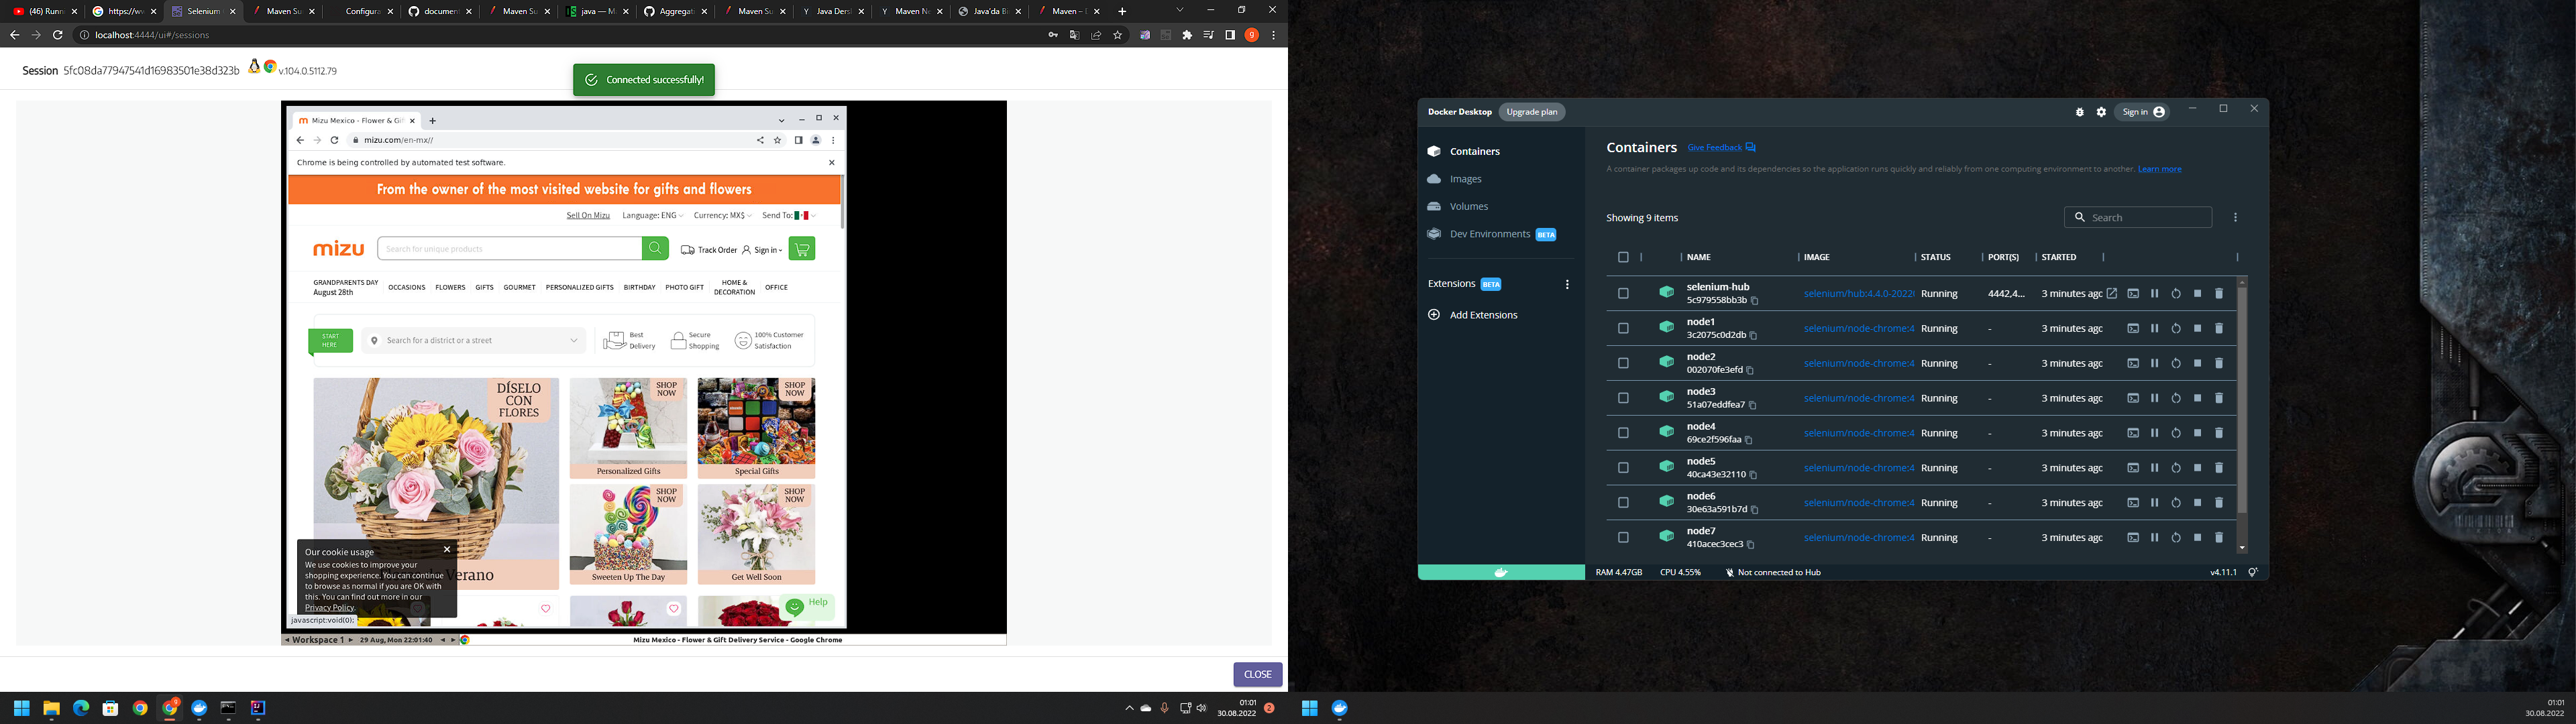 (46) Runn
https://ww
Selenium
Maven Su
Configura
documen
Maven Su
java — M
Aggregat
Maven Su
Java Dersl
Maven Ne
Java'da Bi
Maven – I
localhost:4444/ui#/sessions
Session 5fc08da77947541d16983501e38d323b v.104.0.5112.79
Connected successfully!
Mizu Mexico - Flower & Gif
mizu.com/en-mx//
Chrome is being controlled by automated test software.
From the owner of the most visited website for gifts and flowers
Sell On Mizu Language: ENG Currency: MX$ Send To:
mizu
Search for unique products
Track Order Sign in
GRANDPARENTS DAY
August 28th
OCCASIONS
FLOWERS
GIFTS
GOURMET
PERSONALIZED GIFTS
BIRTHDAY
PHOTO GIFT
HOME &
DECORATION
OFFICE
START
HERE
Search for a district or a street
Best
Delivery
Secure
Shopping
100% Customer
Satisfaction
DÍSELO
CON
FLORES
SHOP
NOW
Personalized Gifts
SHOP
NOW
Special Gifts
SHOP
NOW
Sweeten Up The Day
SHOP
NOW
Get Well Soon
Verano
Our cookie usage
We use cookies to improve your
shopping experience. You can continue
to browse as normal if you are OK with
this. You can find out more in our
Privacy Policy.
javascript:void(0);
Help
Workspace 1 29 Aug, Mon 22:01:40 Mizu Mexico - Flower & Gift Delivery Service - Google Chrome
CLOSE
01:01
30.08.2022
2
Docker Desktop Upgrade plan Sign in
Containers
Images
Volumes
Dev Environments BETA
Extensions BETA
Add Extensions
Containers Give Feedback
A container packages up code and its dependencies so the application runs quickly and reliably from one computing environment to another. Learn more
Showing 9 items
Search
NAME IMAGE STATUS PORT(S) STARTED
selenium-hub
5c979558bb3b
selenium/hub:4.4.0-2022 Running 4442,4... 3 minutes ago
node1
3c2075c0d2db
selenium/node-chrome:4 Running - 3 minutes ago
node2
002070fe3efd
selenium/node-chrome:4 Running - 3 minutes ago
node3
51a07eddfea7
selenium/node-chrome:4 Running - 3 minutes ago
node4
69ce2f596faa
selenium/node-chrome:4 Running - 3 minutes ago
node5
40ca43e32110
selenium/node-chrome:4 Running - 3 minutes ago
node6
30e63a591b7d
selenium/node-chrome:4 Running - 3 minutes ago
node7
410acec3cec3
selenium/node-chrome:4 Running - 3 minutes ago
RAM 4.47GB CPU 4.55% Not connected to Hub v4.11.1
01:01
30.08.2022